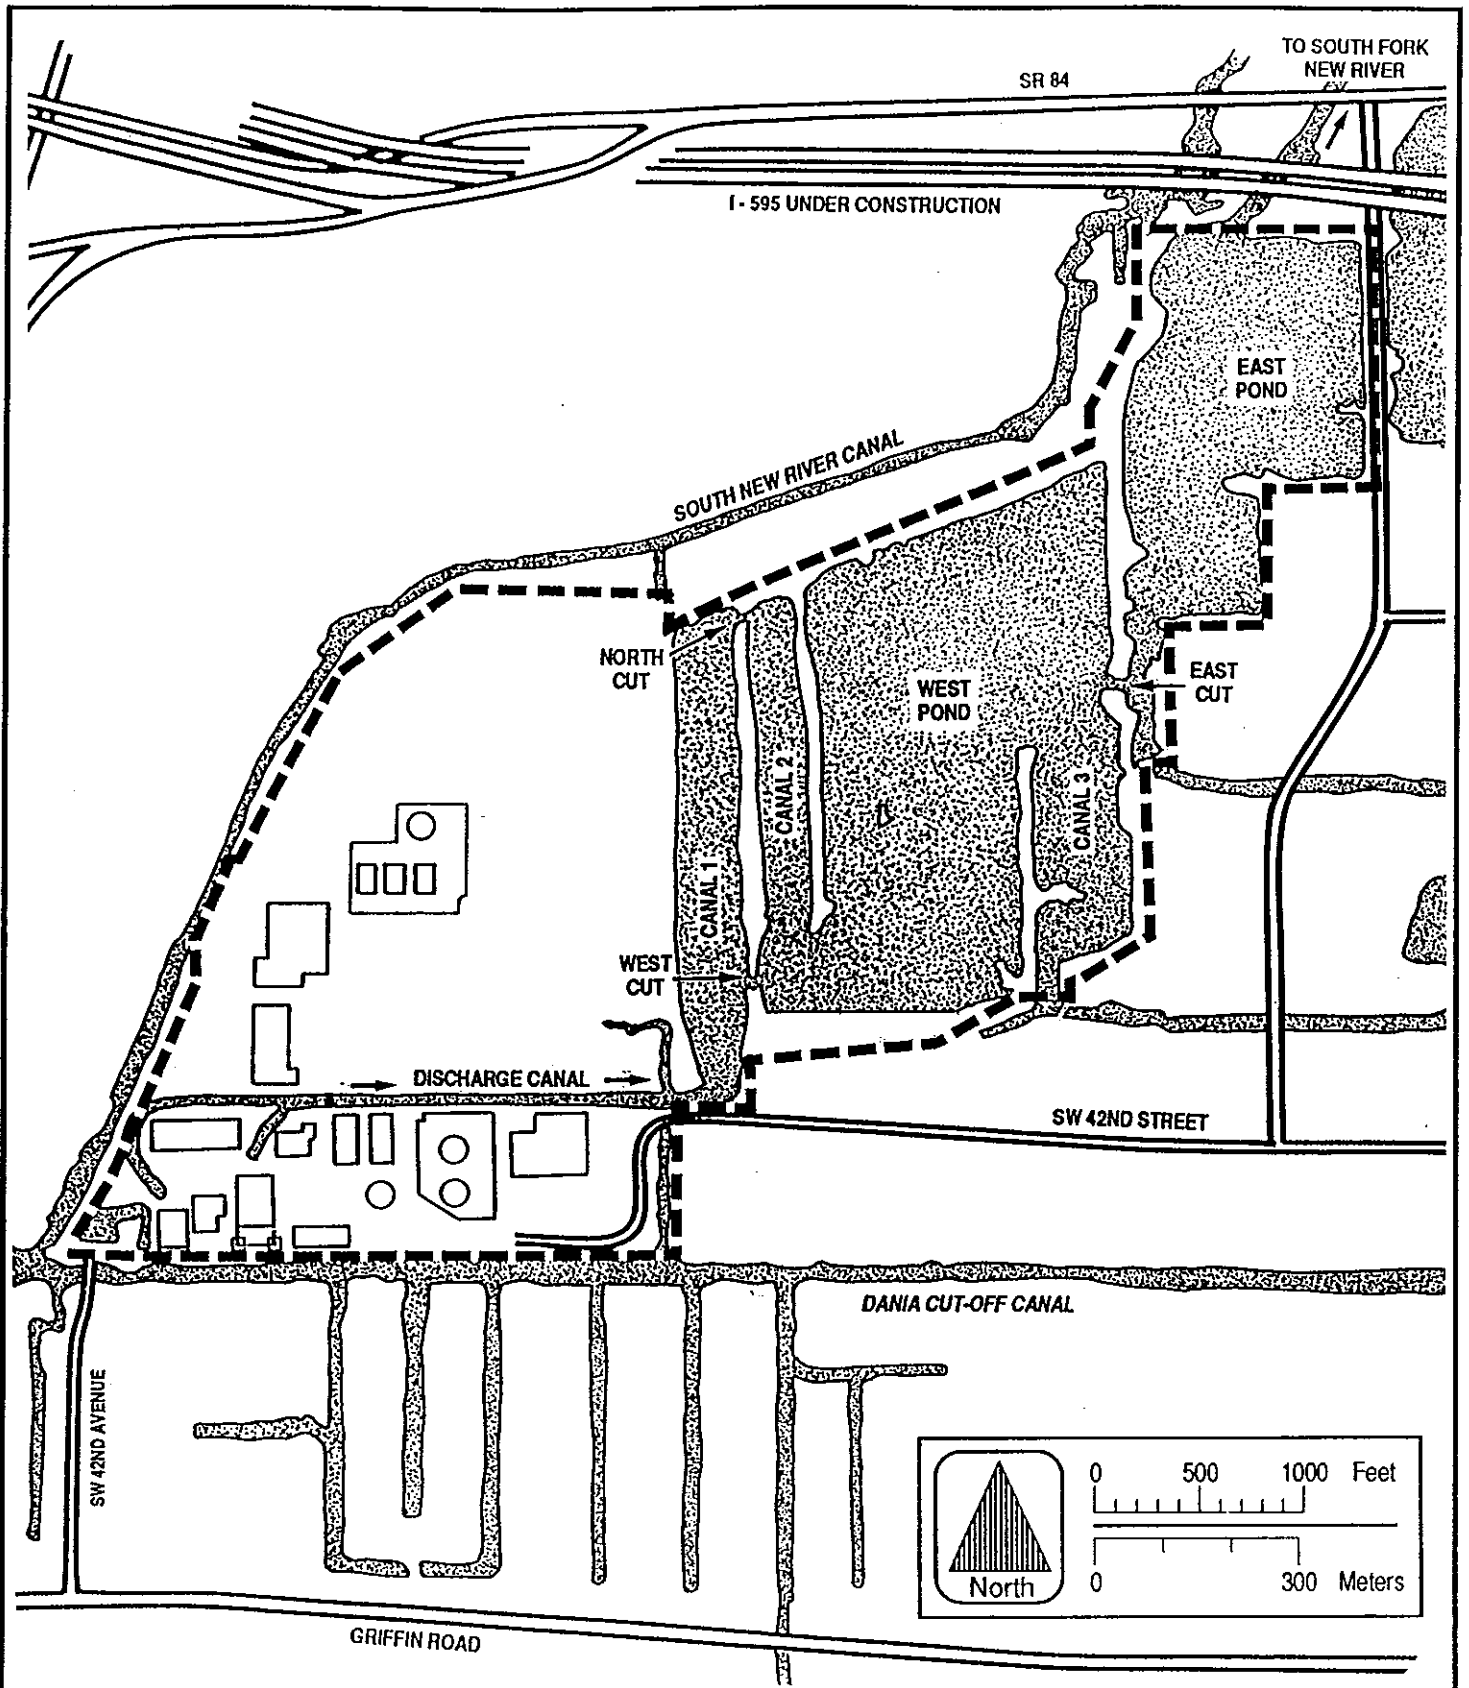 TO SOUTH FORK
NEW RIVER
SR 84
I - 595 UNDER CONSTRUCTION
EAST
POND
SOUTH NEW RIVER CANAL
NORTH
CUT
WEST
POND
EAST
CUT
CANAL 2
CANAL 3
CANAL 1
WEST
CUT
DISCHARGE CANAL
SW 42ND STREET
DANIA CUT-OFF CANAL
SW 42ND AVENUE
0 500 1000 Feet
North
0 300 Meters
GRIFFIN ROAD